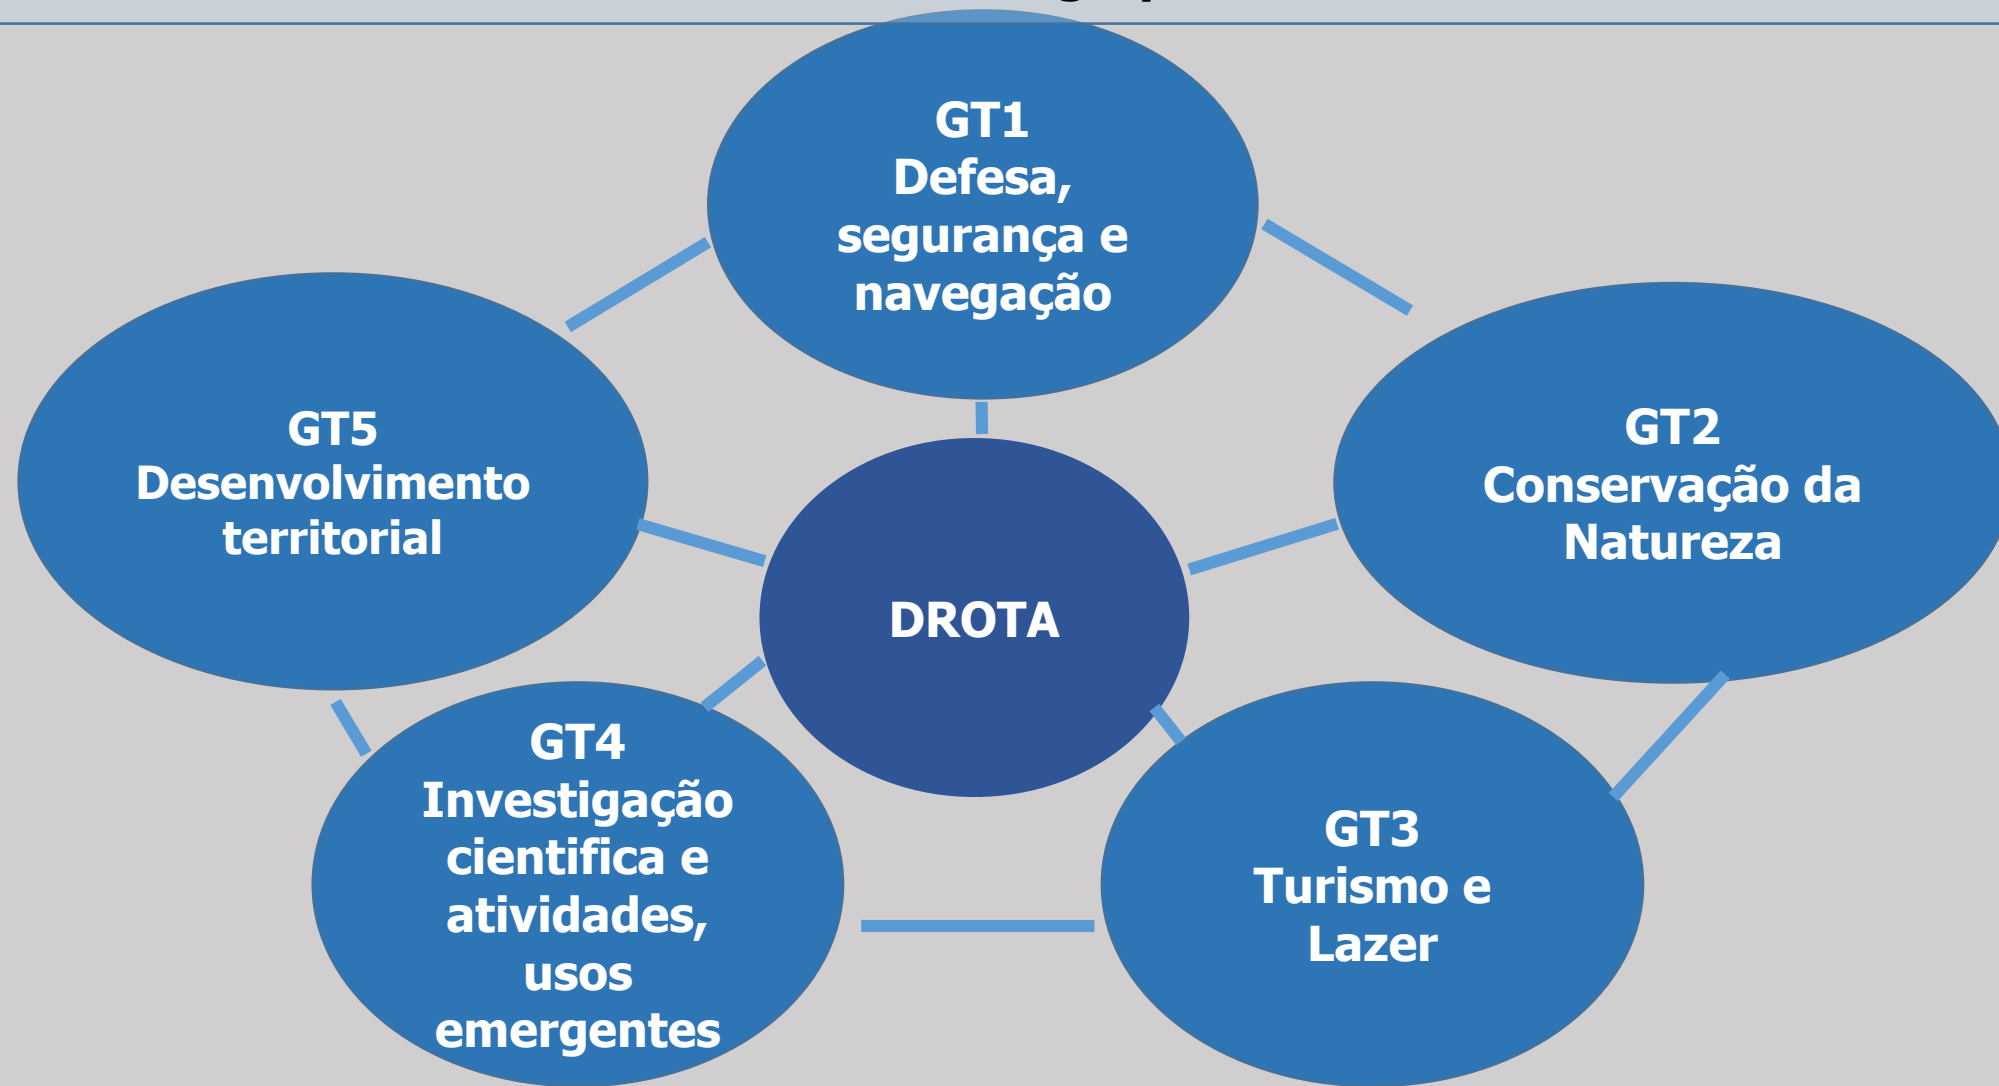 GT1
Defesa,
segurança e
navegação
GT5
Desenvolvimento
territorial
GT2
Conservação da
Natureza
DROTA
GT4
Investigação
cientifica e
atividades,
usos
emergentes
GT3
Turismo e
Lazer